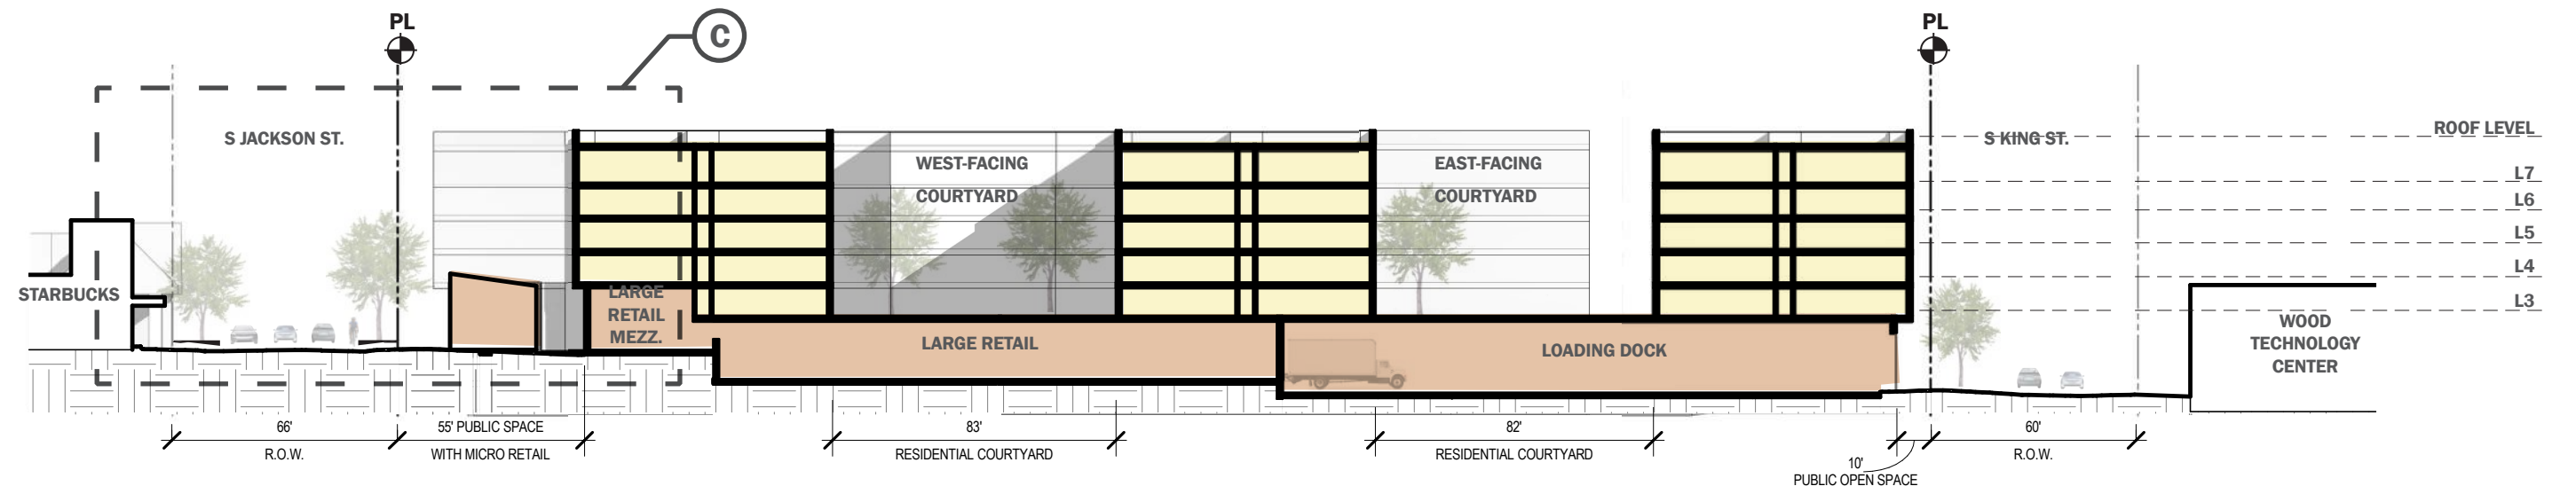 PL
C
PL
S JACKSON ST.
WEST-FACING
COURTYARD
EAST-FACING
COURTYARD
S KING ST.
ROOF LEVEL
L7
L6
L5
L4
L3
STARBUCKS
LARGE
RETAIL
MEZZ.
LARGE RETAIL
LOADING DOCK
WOOD
TECHNOLOGY
CENTER
66'
R.O.W.
55' PUBLIC SPACE
WITH MICRO RETAIL
83'
RESIDENTIAL COURTYARD
82'
RESIDENTIAL COURTYARD
10'
PUBLIC OPEN SPACE
60'
R.O.W.